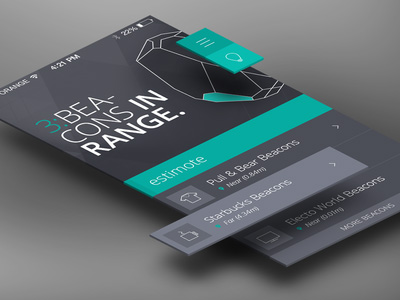 ORANGE
4:21 PM
22%
3 BEA-
CONS IN
RANGE.
estimote
Pull & Bear Beacons
Near (0.84m)
Starbucks Beacons
Far (4.34m)
Electo World Beacons
Near (0.01m)
MORE BEACONS